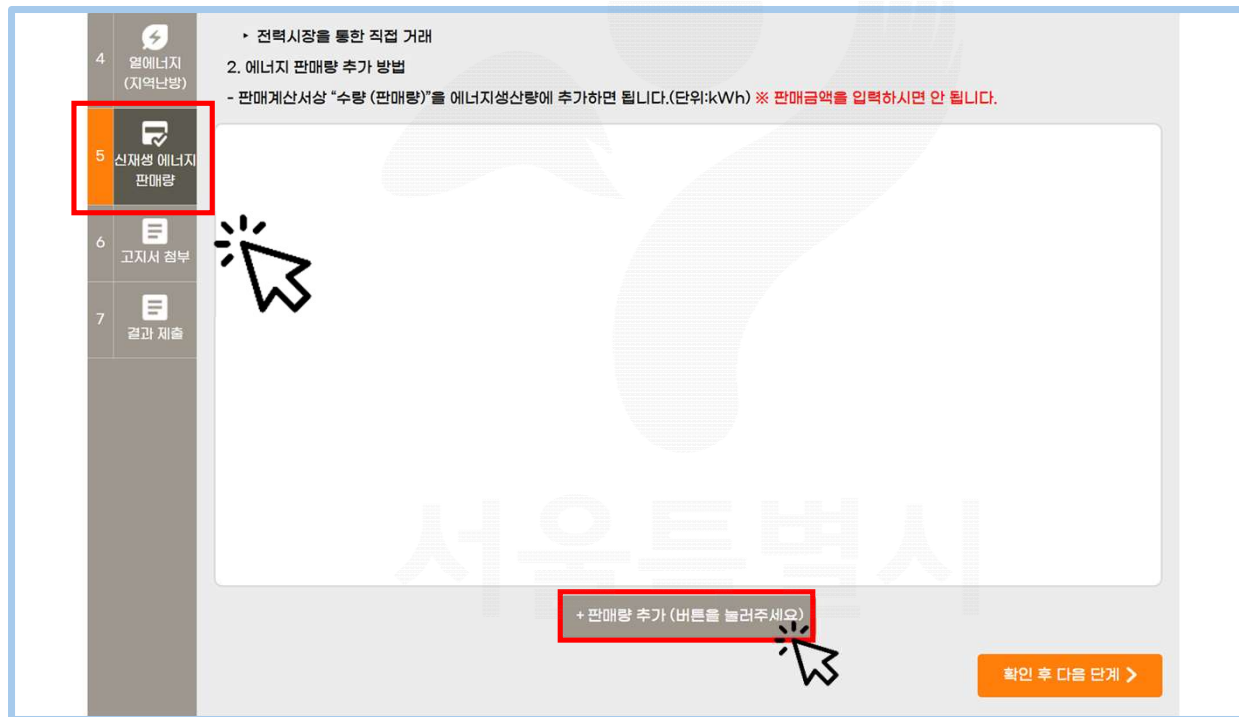 4
열에너지
(지역난방)
5
신재생 에너지
판매량
6
고지서 첨부
7
결과 제출
‣ 전력시장을 통한 직접 거래
2. 에너지 판매량 추가 방법
- 판매계산서상 “수량 (판매량)”을 에너지생산량에 추가하면 됩니다.(단위:kWh) ※ 판매금액을 입력하시면 안 됩니다.
서울특별시
+ 판매량 추가 (버튼을 눌러주세요)
확인 후 다음 단계 >